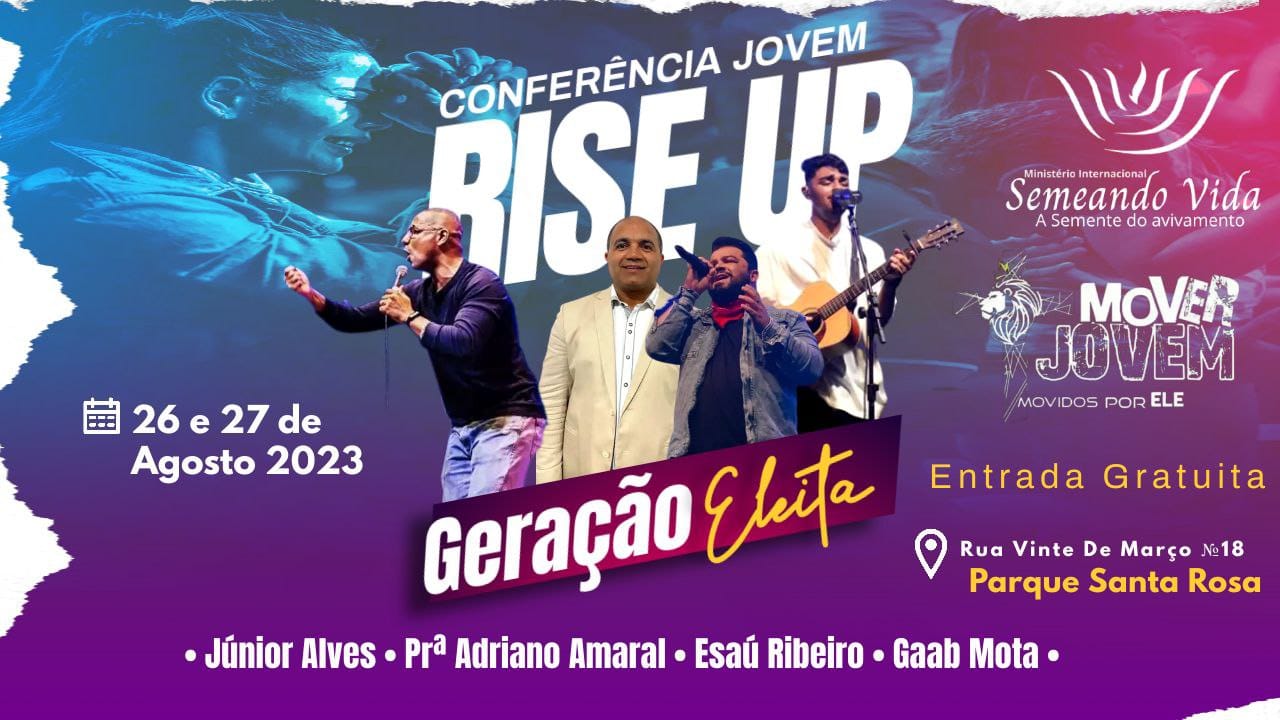 CONFERÊNCIA JOVEM
RISE UP
Ministério Internacional
Semeando Vida
A Semente do avivamento
MOVER
JOVEM
MOVIDOS POR ELE
26 e 27 de
Agosto 2023
Geração Eleita
Entrada Gratuita
Rua Vinte De Março №18
Parque Santa Rosa
• Júnior Alves • Prª Adriano Amaral • Esaú Ribeiro • Gaab Mota •